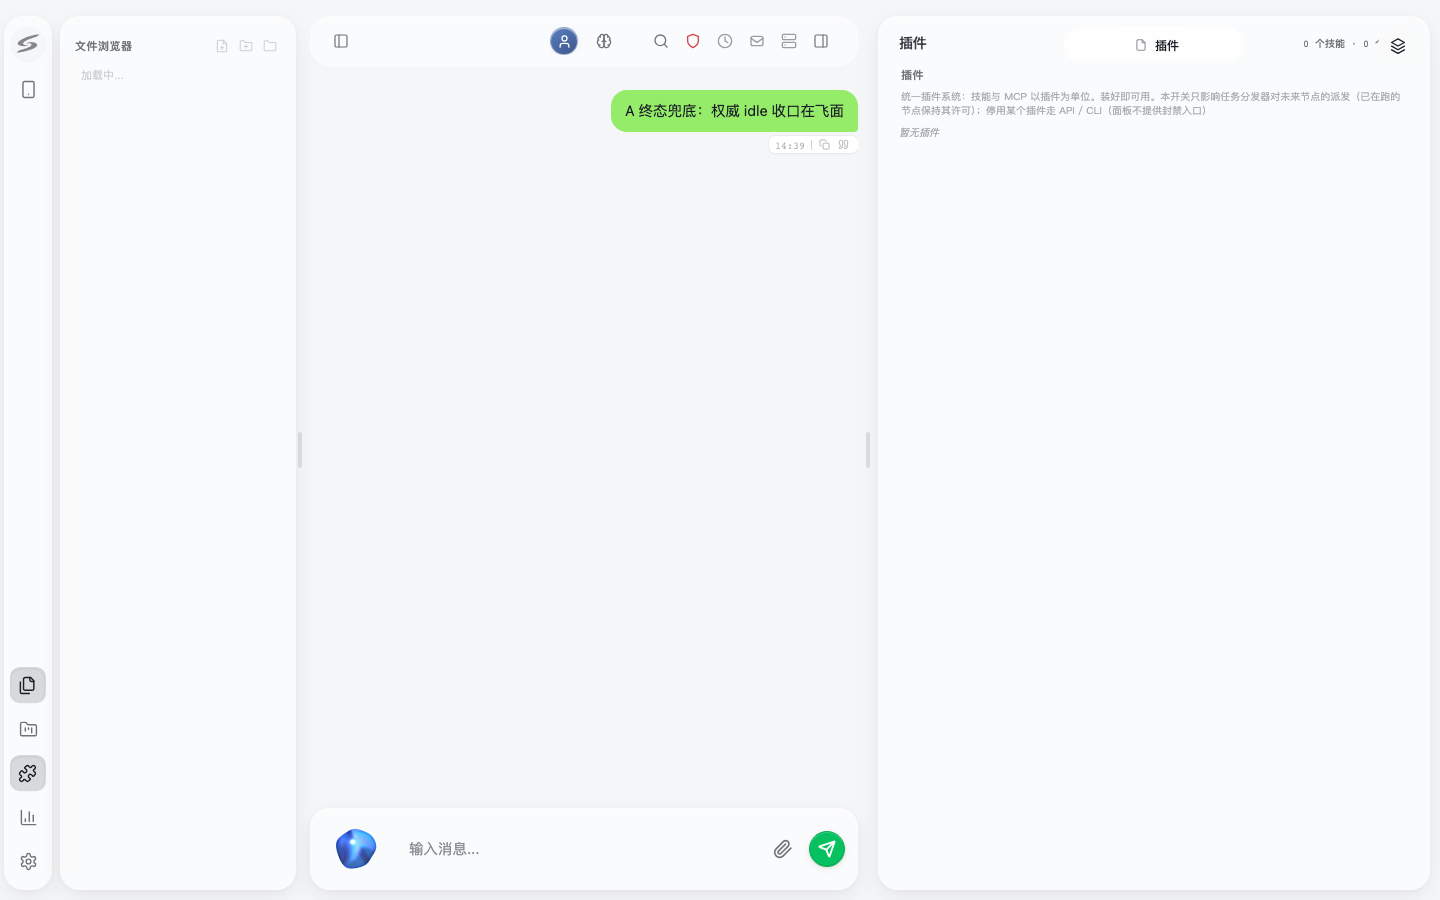 文件浏览器
加载中...
A 终态兜底：权威 idle 收口在飞面
14:39
输入消息...
插件
插件
0 个技能 · 0
插件
统一插件系统：技能与 MCP 以插件为单位。装好即可用。本开关只影响任务分发器对未来节点的派发（已在跑的
节点保持其许可）；停用某个插件走 API / CLI（面板不提供封禁入口）
暂无插件